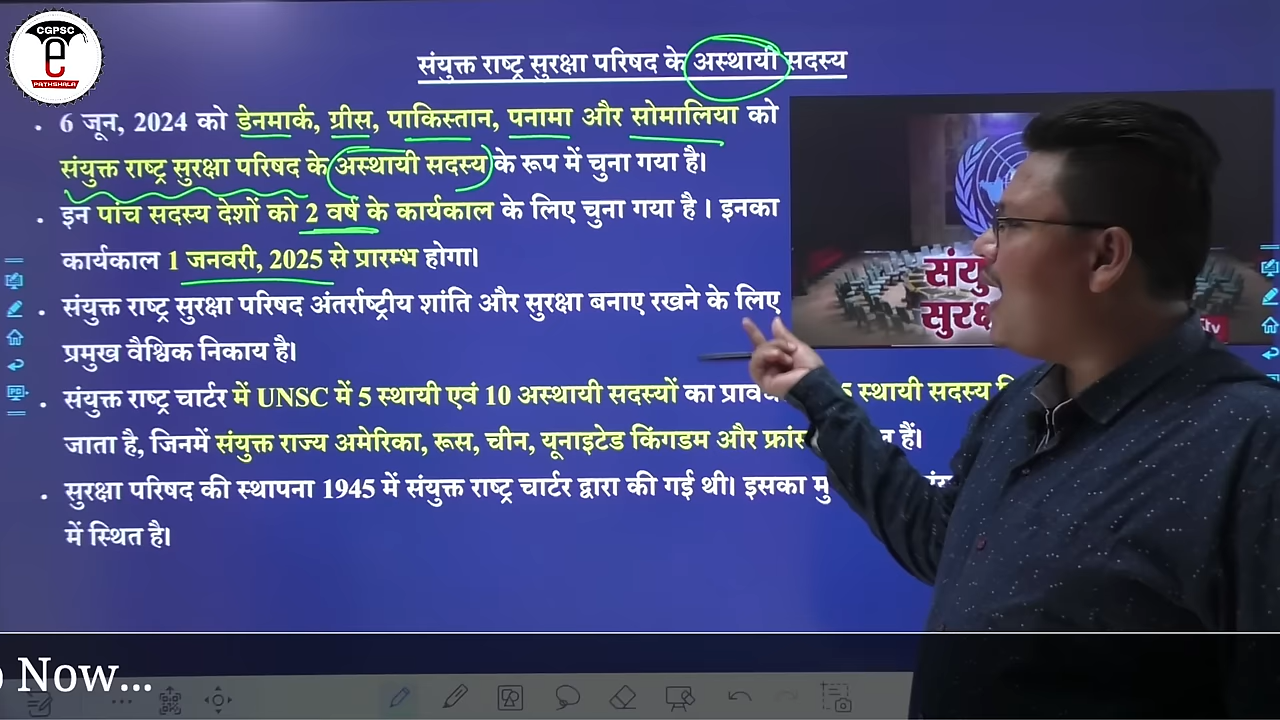 CGPSC
e
PATHSHALA
संयुक्त राष्ट्र सुरक्षा परिषद के अस्थायी सदस्य
. 6 जून, 2024 को डेनमार्क, ग्रीस, पाकिस्तान, पनामा और सोमालिया को
संयुक्त राष्ट्र सुरक्षा परिषद के अस्थायी सदस्य के रूप में चुना गया है।
. इन पांच सदस्य देशों को 2 वर्ष के कार्यकाल के लिए चुना गया है । इनका
कार्यकाल 1 जनवरी, 2025 से प्रारम्भ होगा।
. संयुक्त राष्ट्र सुरक्षा परिषद अंतर्राष्ट्रीय शांति और सुरक्षा बनाए रखने के लिए
प्रमुख वैश्विक निकाय है।
. संयुक्त राष्ट्र चार्टर में UNSC में 5 स्थायी एवं 10 अस्थायी सदस्यों का 5 स्थायी सदस्य
जाता है, जिनमें संयुक्त राज्य अमेरिका, रूस, चीन, यूनाइटेड किंगडम और हैं।
. सुरक्षा परिषद की स्थापना 1945 में संयुक्त राष्ट्र चार्टर द्वारा की गई थी। इसका
में स्थित है।
Now...